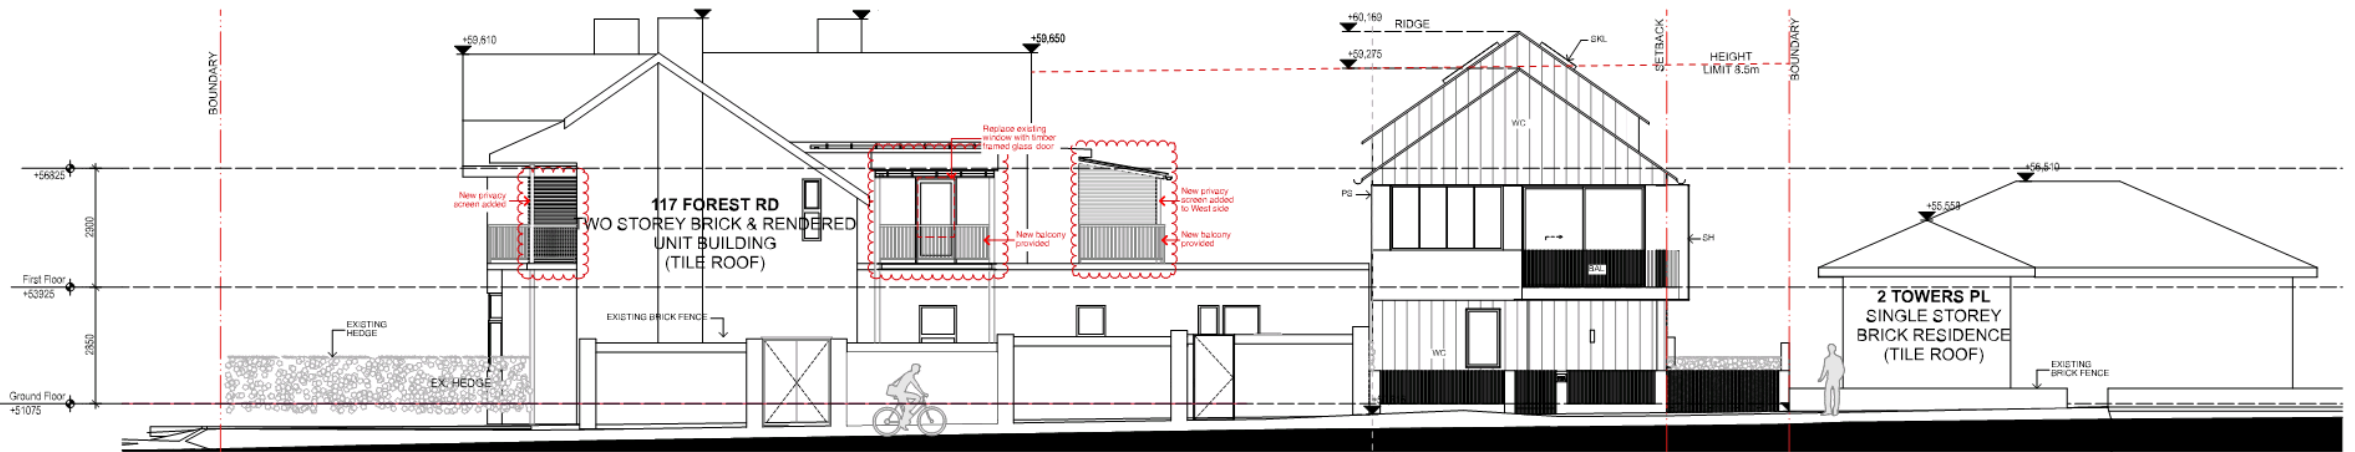 BOUNDARY
+59,610
+59,650
+60,169
RIDGE
+59,275
SKL
SETBACK
HEIGHT
LIMIT 8.5m
BOUNDARY
Replace existing
window with timber
framed glass door
WC
+56825
+56,510
New privacy
screen added
117 FOREST RD
TWO STOREY BRICK & RENDERED
UNIT BUILDING
(TILE ROOF)
New privacy
screen added
to West side
PS
+55,558
2900
New balcony
provided
New balcony
provided
SH
BAL
First Floor
+53925
2 TOWERS PL
SINGLE STOREY
BRICK RESIDENCE
(TILE ROOF)
EXISTING
HEDGE
EXISTING BRICK FENCE
2850
WC
EX. HEDGE
EXISTING
BRICK FENCE
Ground Floor
+51075